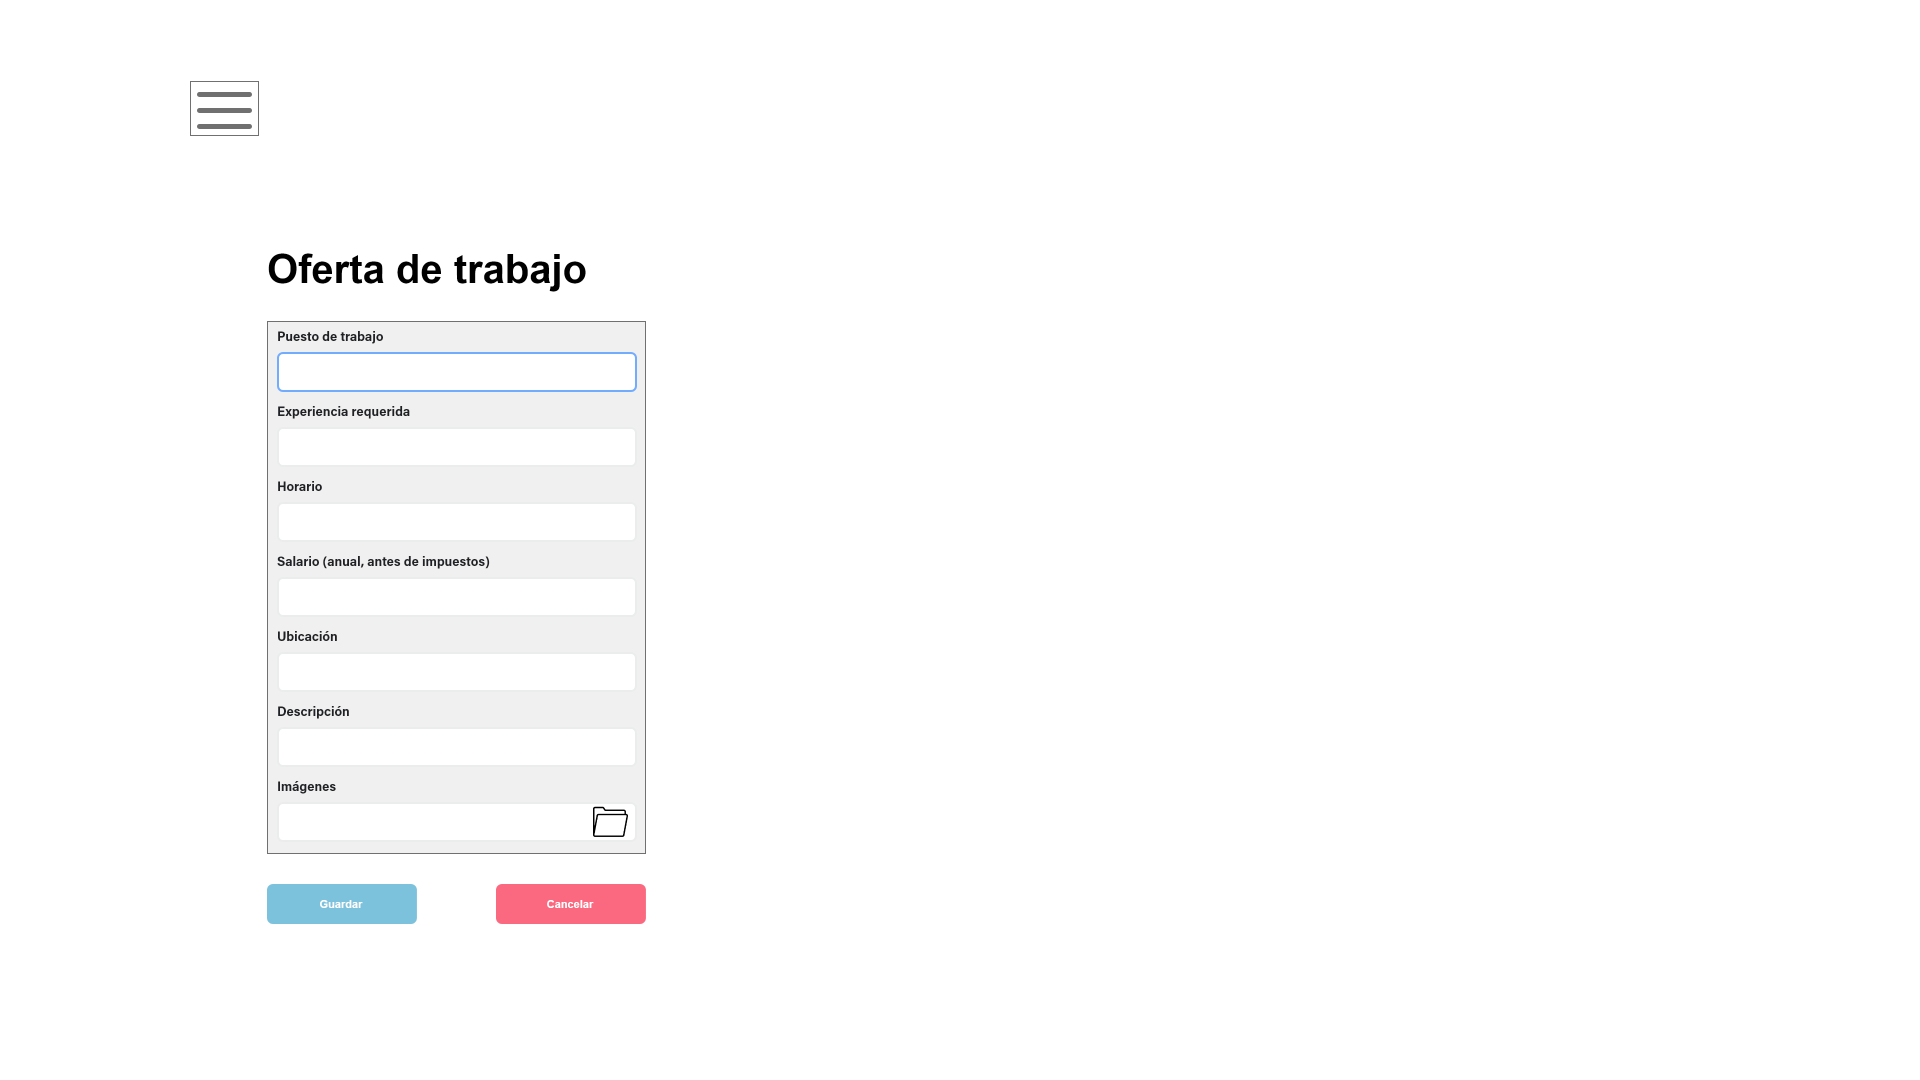 Oferta de trabajo
Puesto de trabajo
Experiencia requerida
Horario
Salario (anual, antes de impuestos)
Ubicación
Descripción
Imágenes
Guardar
Cancelar